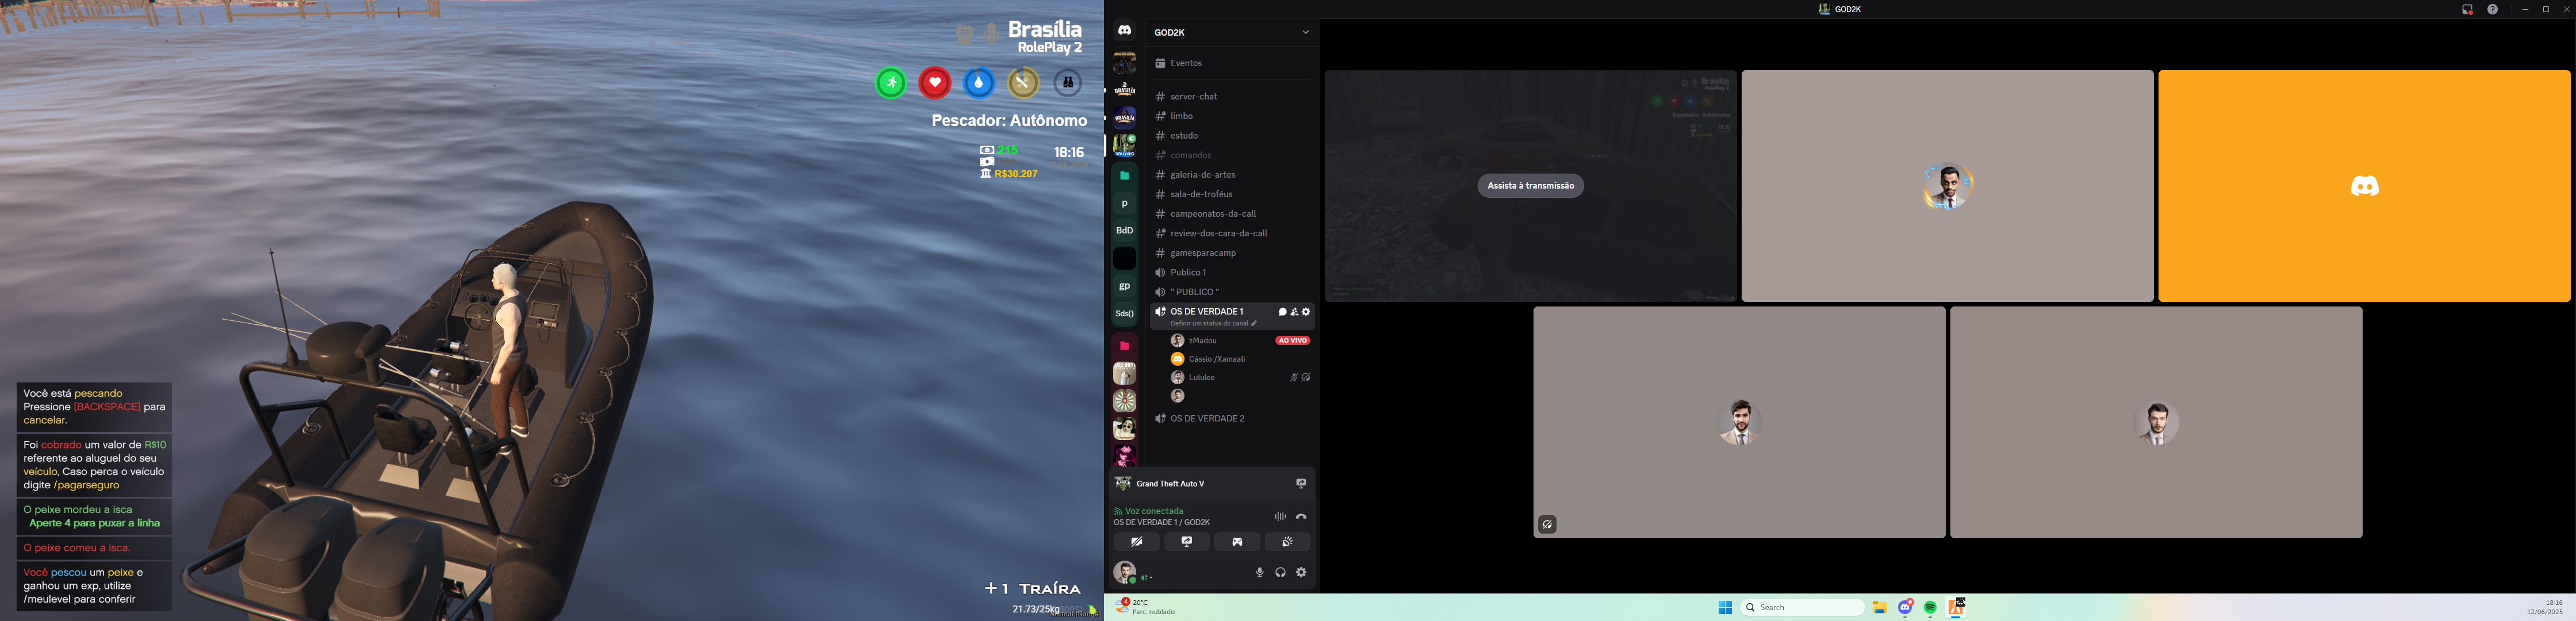 Brasília
RolePlay 2
Pescador: Autônomo
215
18:16
R$30.207
Você está pescando
Pressione [BACKSPACE] para
cancelar.
Foi cobrado um valor de R$10
referente ao aluguel do seu
veículo, Caso perca o veículo
digite /pagarseguro
O peixe mordeu a isca
Aperte 4 para puxar a linha
O peixe comeu a isca.
Você pescou um peixe e
ganhou um exp, utilize
/meulevel para conferir
+1 Traíra
21.73/25kg
GOD2K
GOD2K
Eventos
server-chat
limbo
estudo
comandos
galeria-de-artes
sala-de-troféus
campeonatos-da-call
review-dos-cara-da-call
gamesparacamp
Publico 1
" PUBLICO "
OS DE VERDADE 1
Definir um status do canal
zMadou
AO VIVO
Cássio /Xamaali
Lululee
OS DE VERDADE 2
p
BdD
gp
Sds()
Grand Theft Auto V
Voz conectada
OS DE VERDADE 1 / GOD2K
Assista à transmissão
4
20°C
Parc. nublado
Search
18:16
12/06/2025